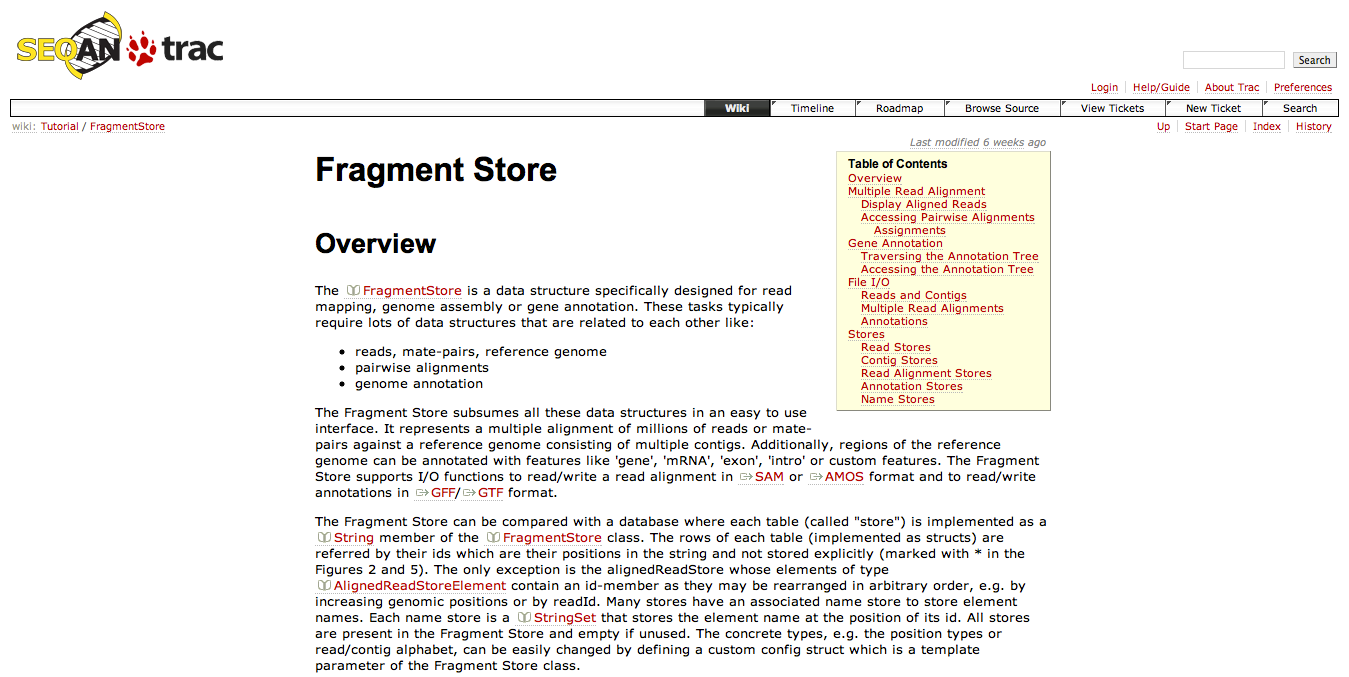 SEQAN trac
Search
Login Help/Guide About Trac Preferences
Wiki Timeline Roadmap Browse Source View Tickets New Ticket Search
wiki: Tutorial / FragmentStore
Up Start Page Index History
Last modified 6 weeks ago
Fragment Store
Table of Contents
Overview
Multiple Read Alignment
Display Aligned Reads
Accessing Pairwise Alignments
Assignments
Gene Annotation
Traversing the Annotation Tree
Accessing the Annotation Tree
File I/O
Reads and Contigs
Multiple Read Alignments
Annotations
Stores
Read Stores
Contig Stores
Read Alignment Stores
Annotation Stores
Name Stores
Overview
The FragmentStore is a data structure specifically designed for read
mapping, genome assembly or gene annotation. These tasks typically
require lots of data structures that are related to each other like:
• reads, mate-pairs, reference genome
• pairwise alignments
• genome annotation
The Fragment Store subsumes all these data structures in an easy to use
interface. It represents a multiple alignment of millions of reads or mate-
pairs against a reference genome consisting of multiple contigs. Additionally, regions of the reference
genome can be annotated with features like 'gene', 'mRNA', 'exon', 'intro' or custom features. The Fragment
Store supports I/O functions to read/write a read alignment in SAM or AMOS format and to read/write
annotations in GFF/GTF format.
The Fragment Store can be compared with a database where each table (called "store") is implemented as a
String member of the FragmentStore class. The rows of each table (implemented as structs) are
referred by their ids which are their positions in the string and not stored explicitly (marked with * in the
Figures 2 and 5). The only exception is the alignedReadStore whose elements of type
AlignedReadStoreElement contain an id-member as they may be rearranged in arbitrary order, e.g. by
increasing genomic positions or by readId. Many stores have an associated name store to store element
names. Each name store is a StringSet that stores the element name at the position of its id. All stores
are present in the Fragment Store and empty if unused. The concrete types, e.g. the position types or
read/contig alphabet, can be easily changed by defining a custom config struct which is a template
parameter of the Fragment Store class.